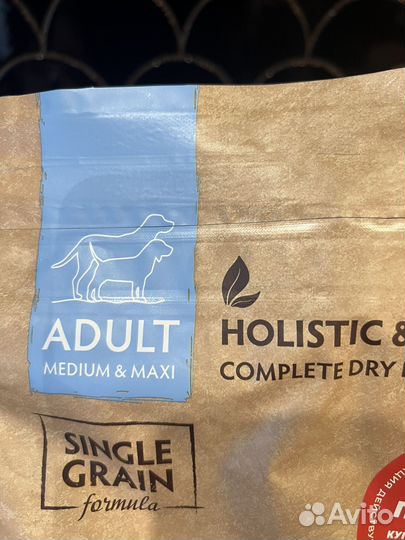 ADULT
MEDIUM & MAXI
HOLISTIC &
COMPLETE DRY
SINGLE
GRAIN
formula
Avito